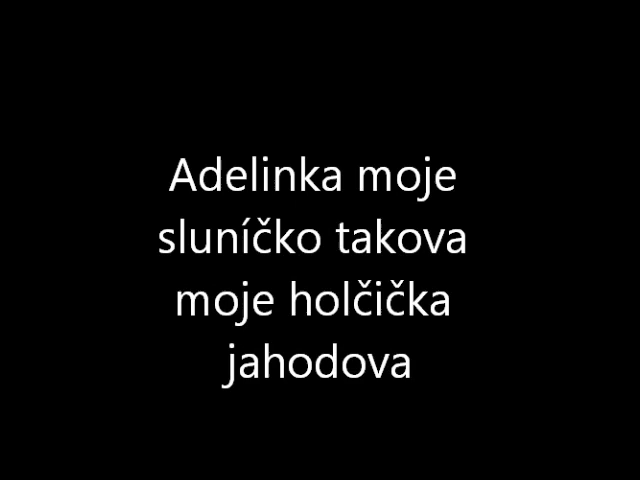 Adelinka moje
sluníčko takova
moje holčička
jahodova